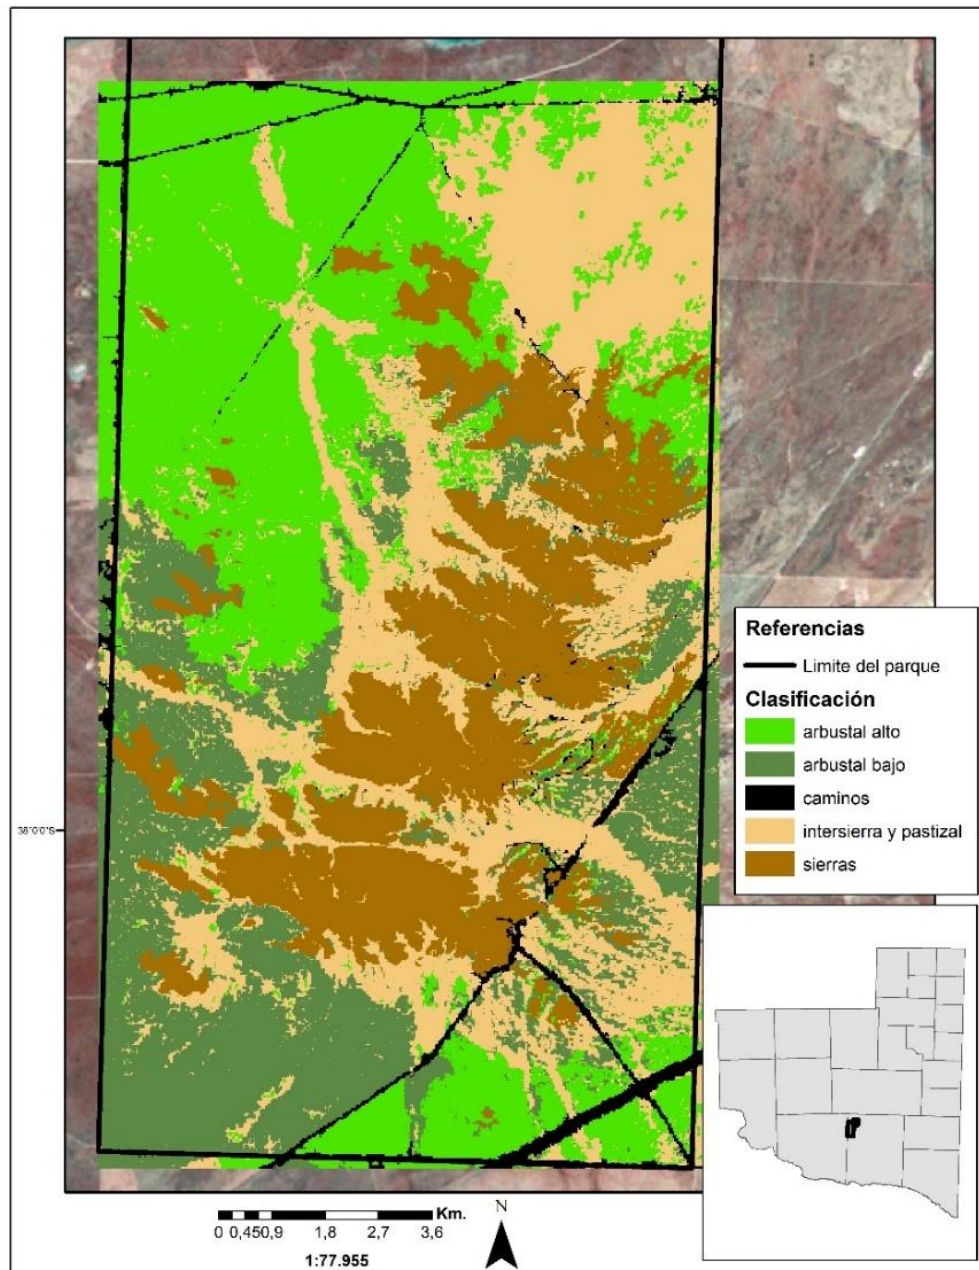 38°0'0"S
Referencias
Limite del parque
Clasificación
arbustal alto
arbustal bajo
caminos
intersierra y pastizal
sierras
N
Km.
0 0,450,9 1,8 2,7 3,6
1:77.955